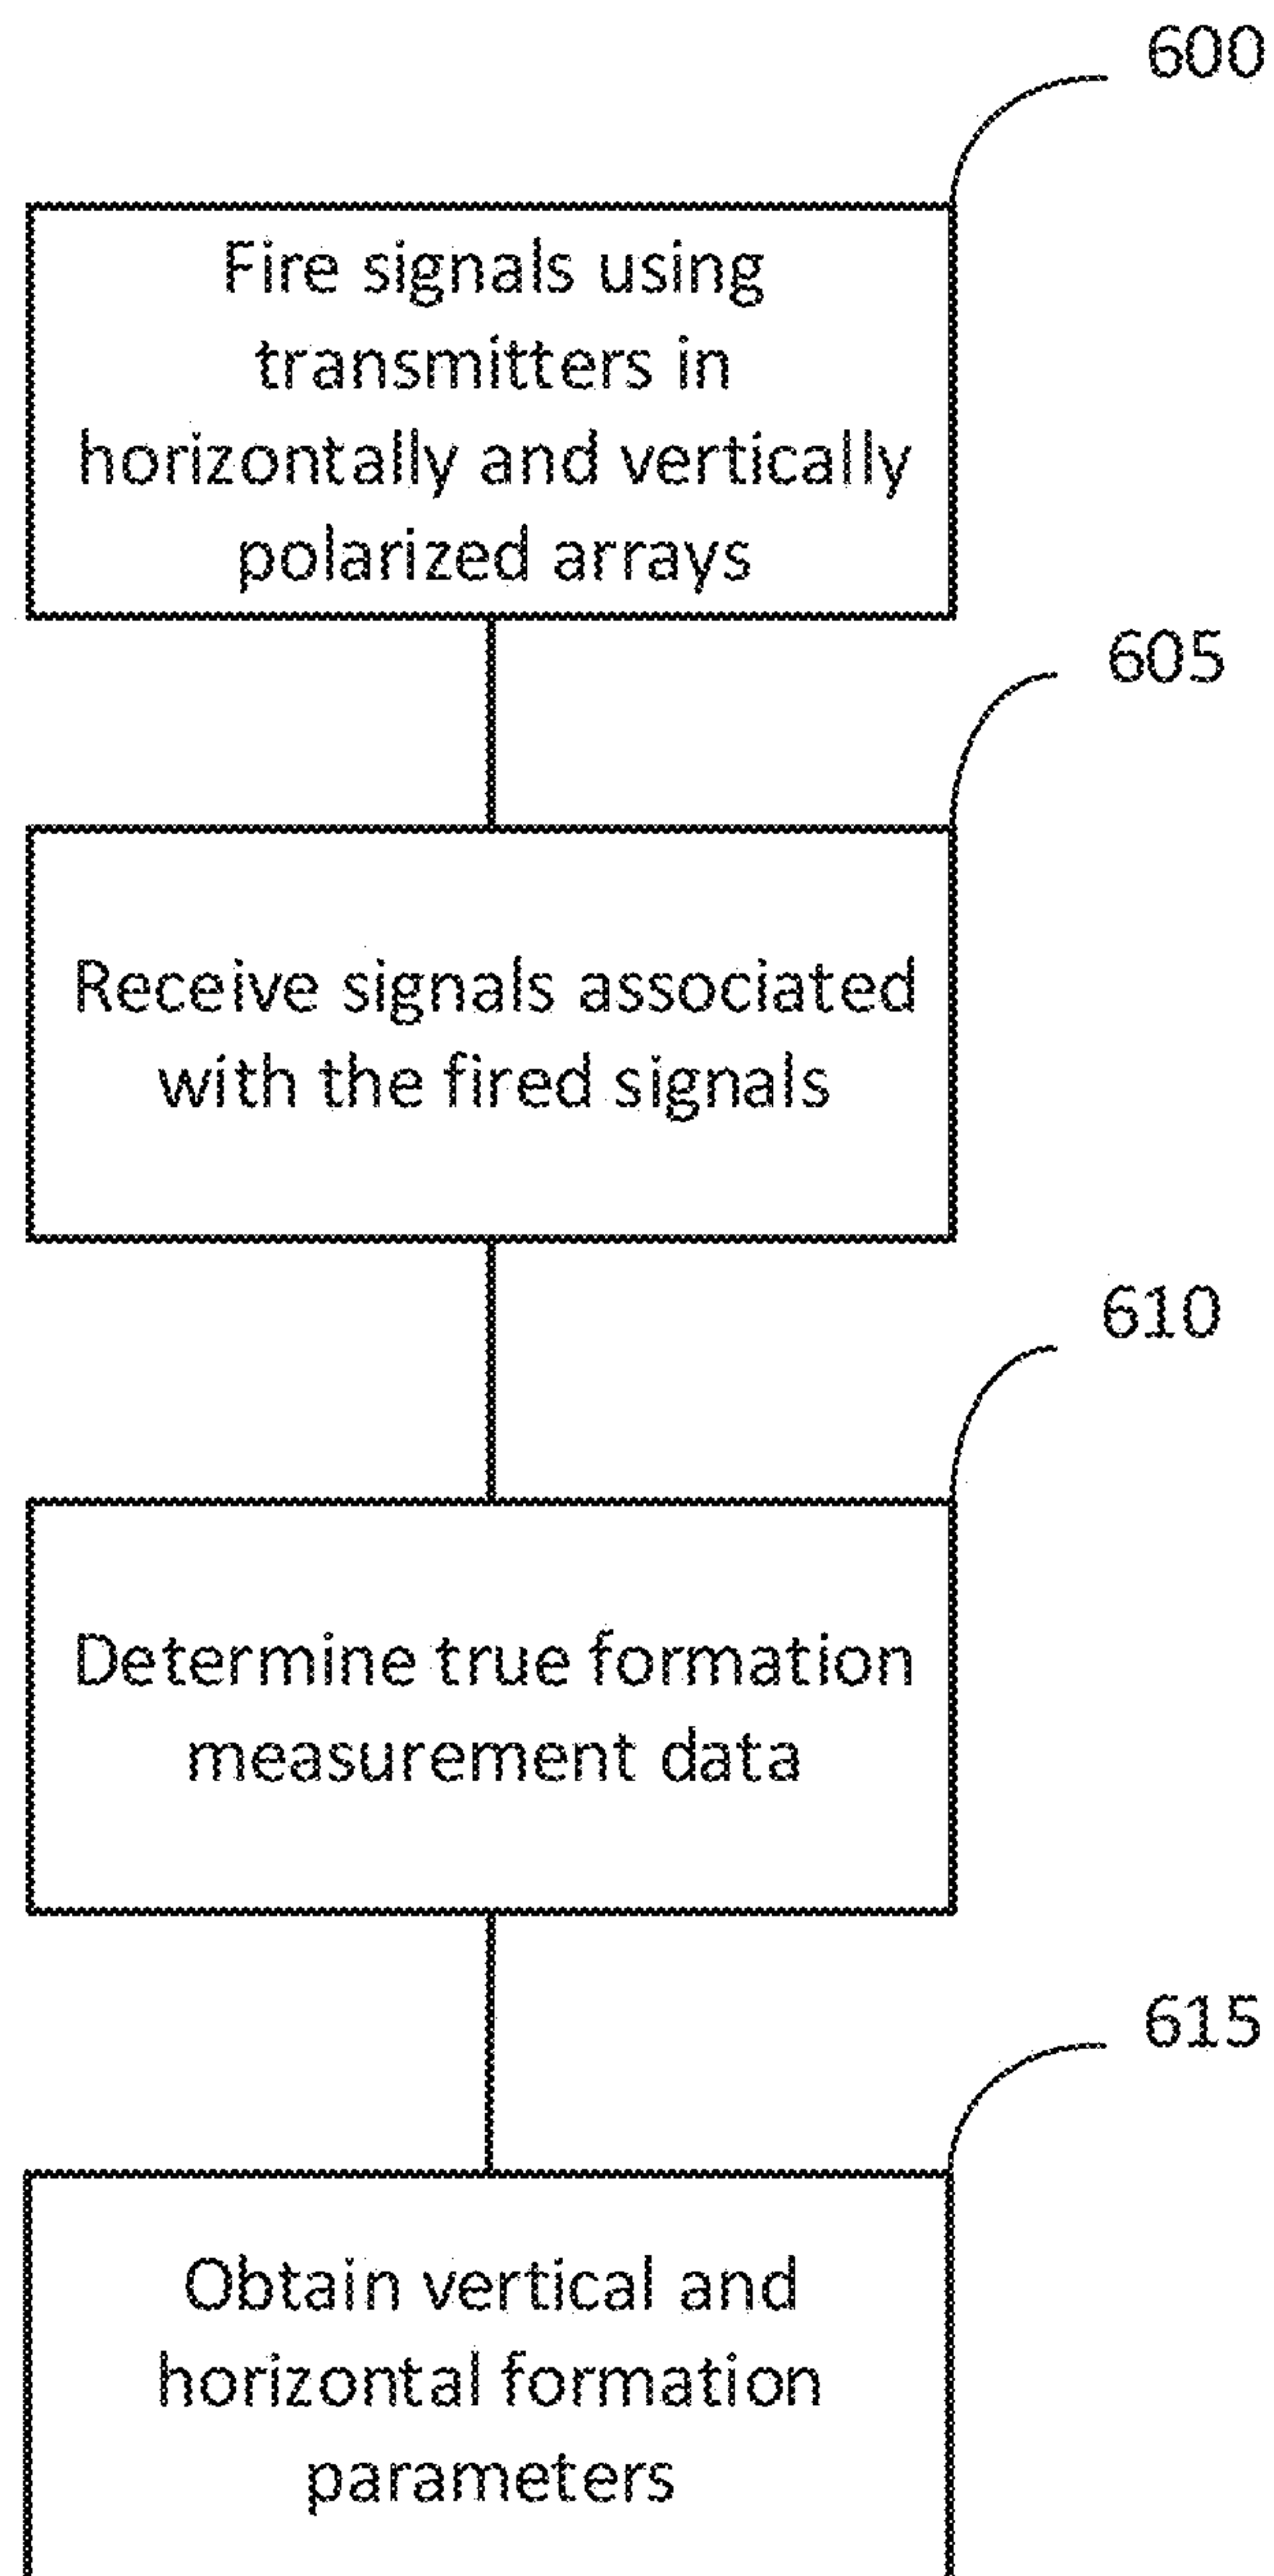 600
Fire signals using
transmitters in
horizontally and vertically
polarized arrays
605
Receive signals associated
with the fired signals
610
Determine true formation
measurement data
615
Obtain vertical and
horizontal formation
parameters